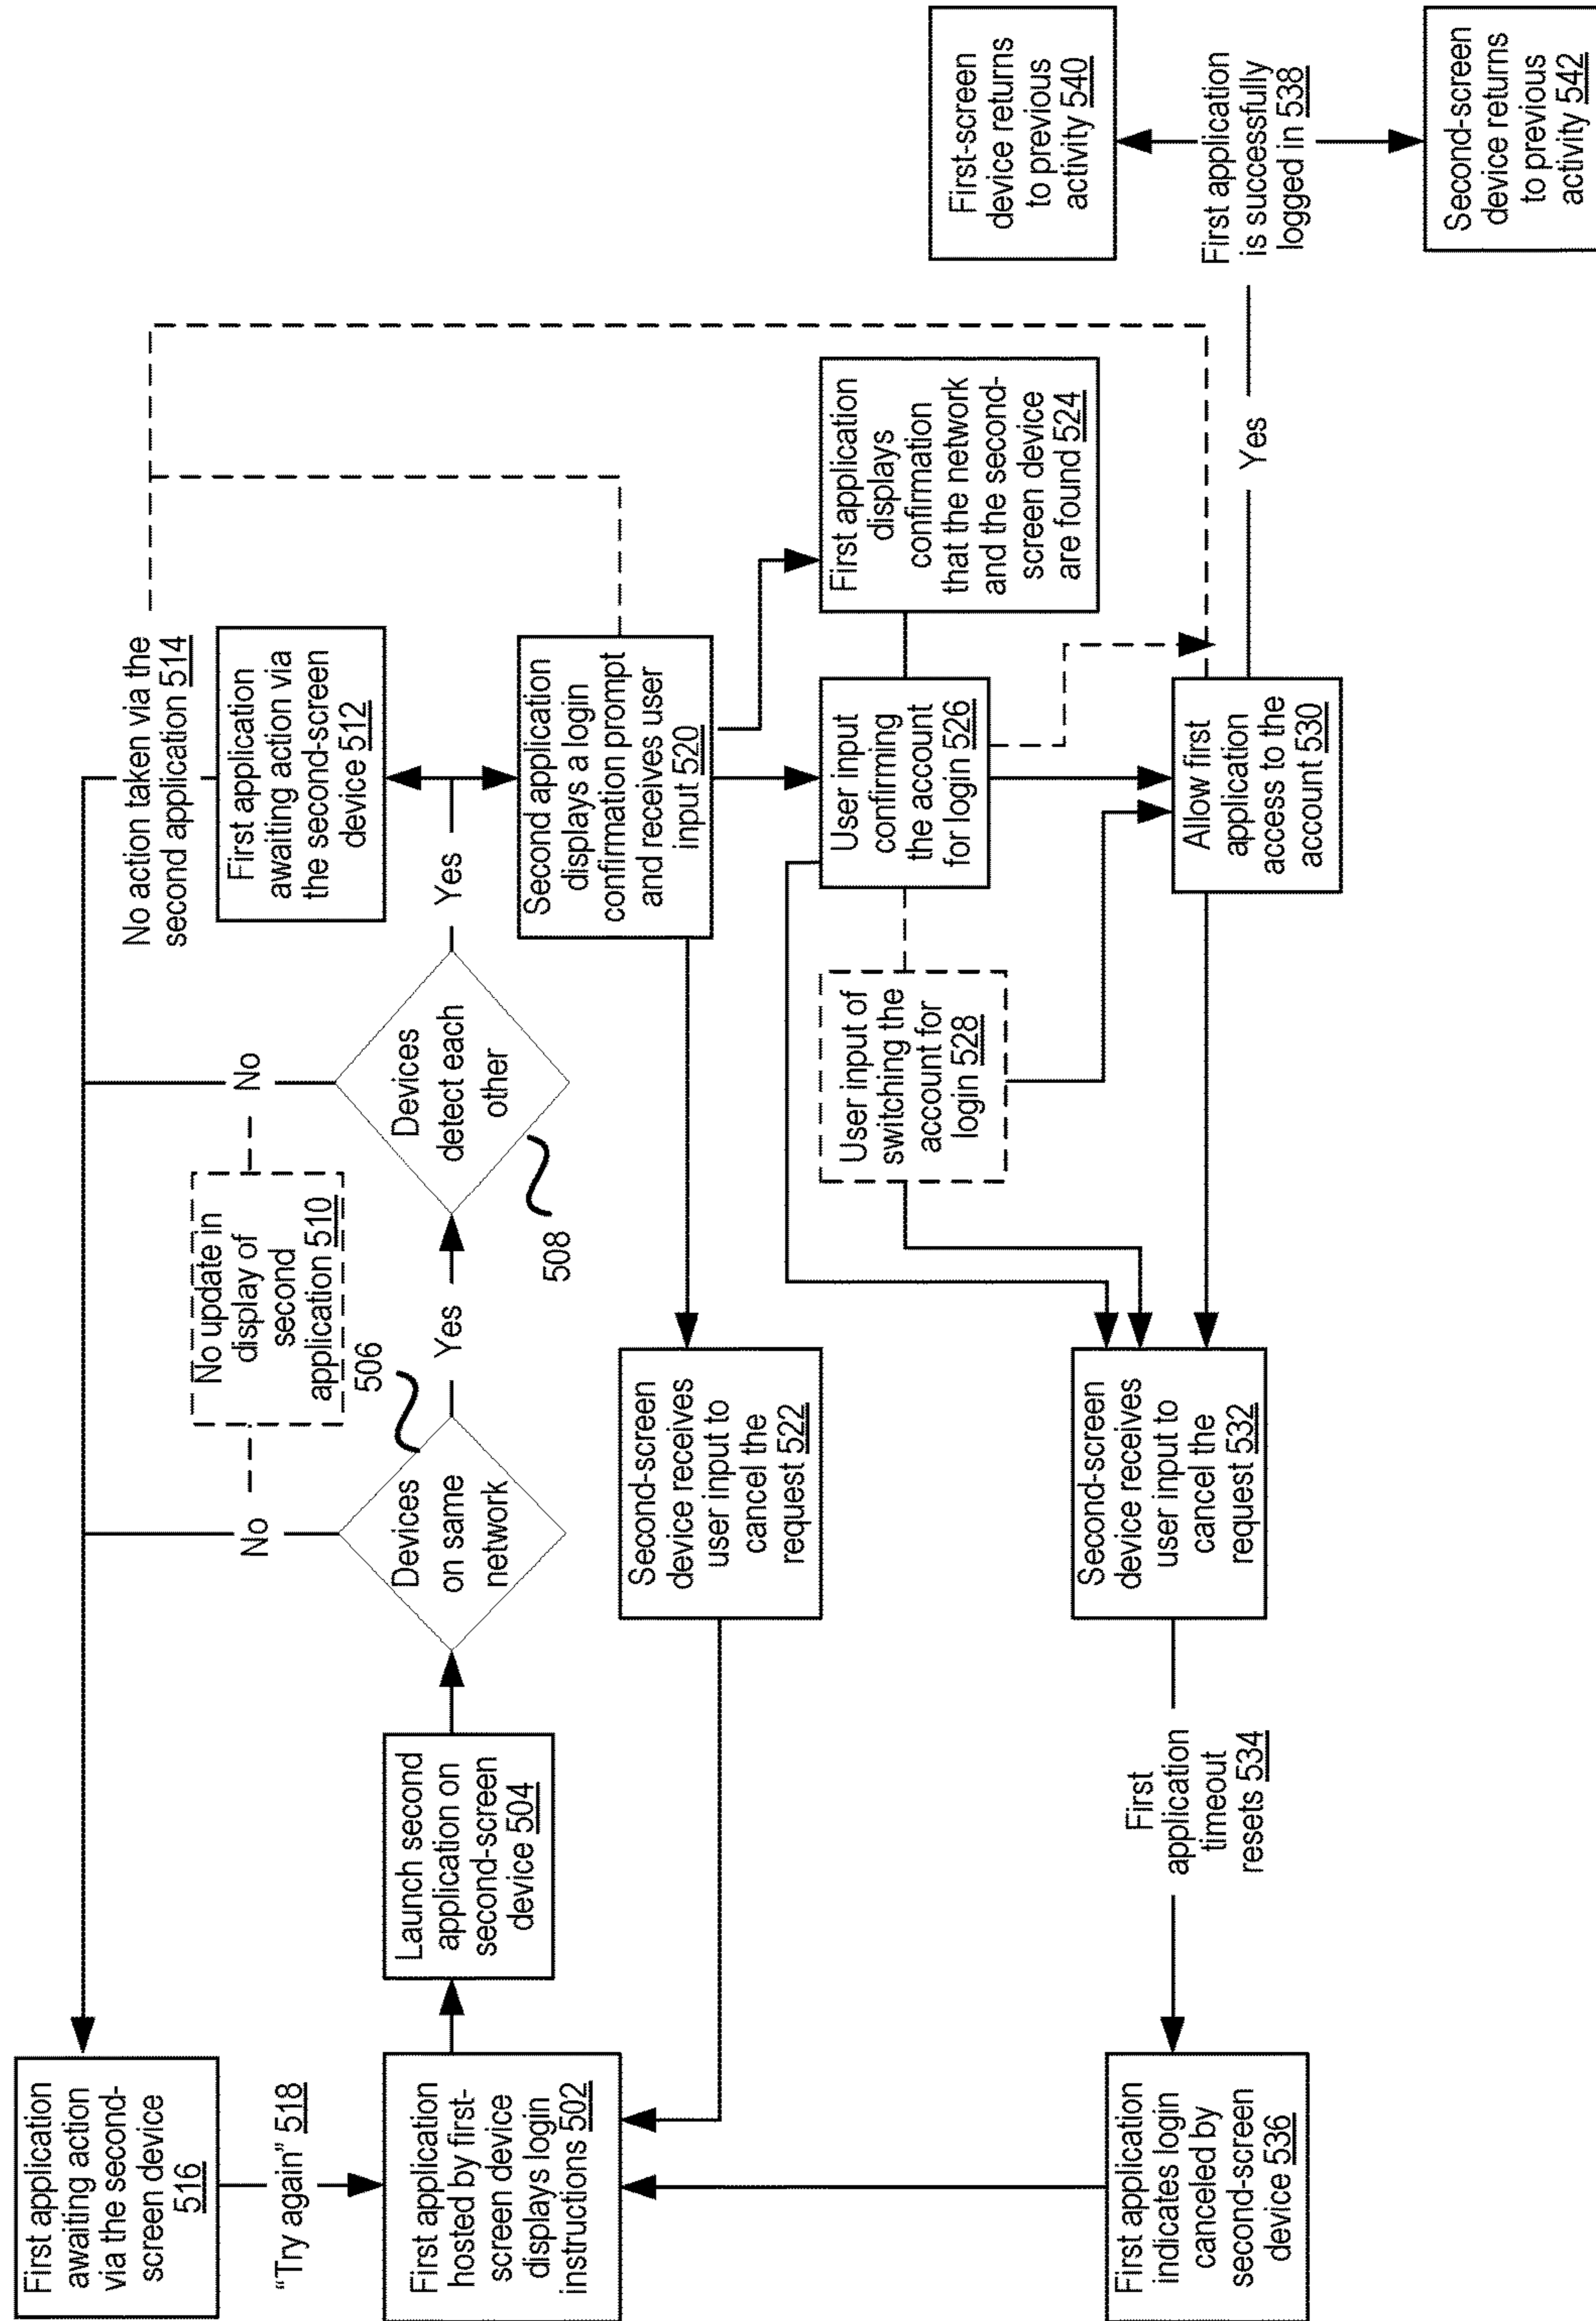 First application
awaiting action
via the second-
screen device
516
"Try again" 518
First application
hosted by first-
screen device
displays login
instructions 502
Launch second
application on
second-screen
device 504
Devices
on same
network
506
No
Yes
No update in
display of
second
application 510
Devices
detect each
other
508
No
Yes
No action taken via the
second application 514
First application
awaiting action via
the second-screen
device 512
Second application
displays a login
confirmation prompt
and receives user
input 520
Second-screen
device receives
user input to
cancel the
request 522
First application
displays
confirmation
that the network
and the second-
screen device
are found 524
User input
confirming
the account
for login 526
User input of
switching the
account for
login 528
Allow first
application
access to the
account 530
Second-screen
device receives
user input to
cancel the
request 532
First
application
timeout
resets 534
First application
indicates login
canceled by
second-screen
device 536
Yes
First application
is successfully
logged in 538
First-screen
device returns
to previous
activity 540
Second-screen
device returns
to previous
activity 542